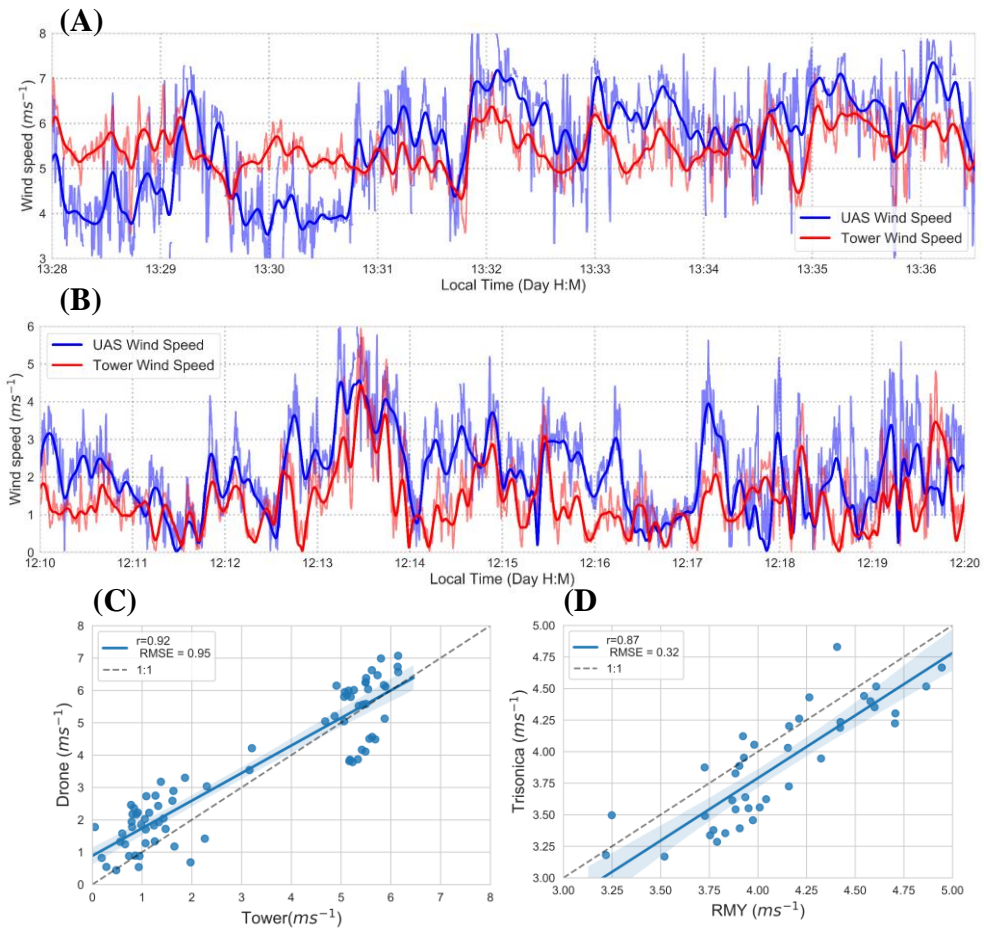 (A)
8
7
6
5
4
3
Wind speed (ms⁻¹)
UAS Wind Speed
Tower Wind Speed
13:28 13:29 13:30 13:31 13:32 13:33 13:34 13:35 13:36
Local Time (Day H:M)
(B)
6
5
4
3
2
1
0
Wind speed (ms⁻¹)
UAS Wind Speed
Tower Wind Speed
12:10 12:11 12:12 12:13 12:14 12:15 12:16 12:17 12:18 12:19 12:20
Local Time (Day H:M)
(C)
8
7
6
5
4
3
2
1
0
Drone (ms⁻¹)
r=0.92
RMSE = 0.95
1:1
0 1 2 3 4 5 6 7 8
Tower(ms⁻¹)
(D)
5.00
4.75
4.50
4.25
4.00
3.75
3.50
3.25
3.00
Trisonica (ms⁻¹)
r=0.87
RMSE = 0.32
1:1
3.00 3.25 3.50 3.75 4.00 4.25 4.50 4.75 5.00
RMY (ms⁻¹)